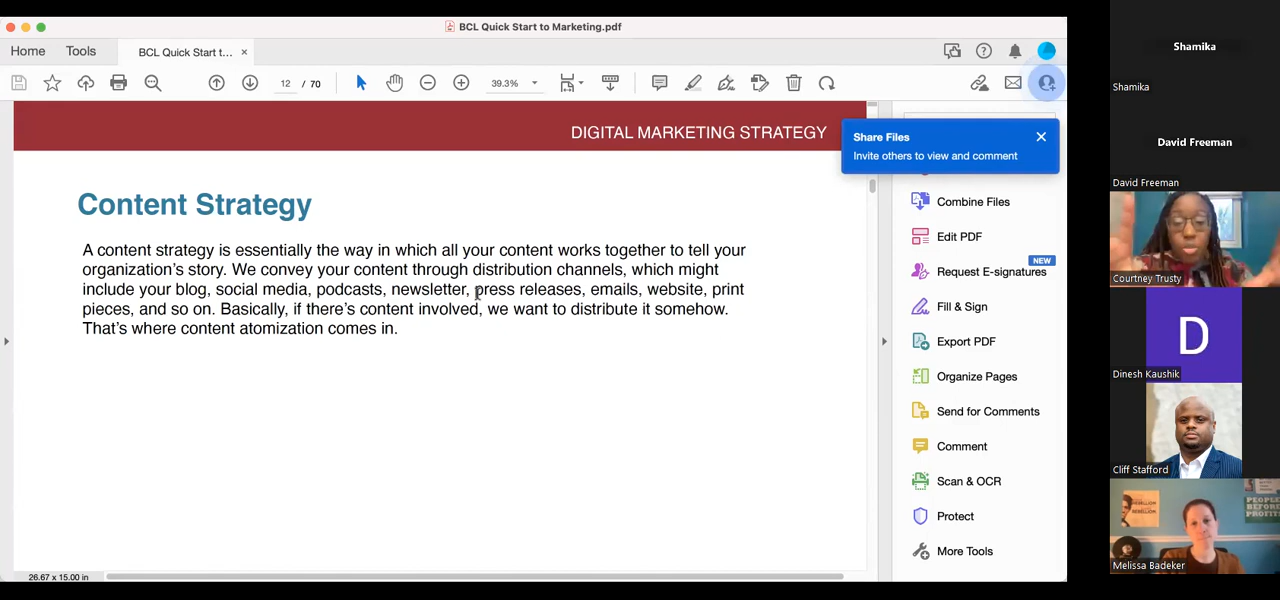 BCL Quick Start to Marketing.pdf
Home
Tools
BCL Quick Start t...
12 / 70
39.3%
DIGITAL MARKETING STRATEGY
Share Files
Invite others to view and comment
Content Strategy
A content strategy is essentially the way in which all your content works together to tell your
organization's story. We convey your content through distribution channels, which might
include your blog, social media, podcasts, newsletter, press releases, emails, website, print
pieces, and so on. Basically, if there's content involved, we want to distribute it somehow.
That's where content atomization comes in.
Combine Files
Edit PDF
NEW
Request E-signatures
Fill & Sign
Export PDF
Organize Pages
Send for Comments
Comment
Scan & OCR
Protect
More Tools
26.67 x 15.00 in
Shamika
Shamika
David Freeman
David Freeman
Courtney Trusty
D
Dinesh Kaushik
Cliff Stafford
REBELLION
PEOPLE
BEFORE
PROFITS
Melissa Badeker